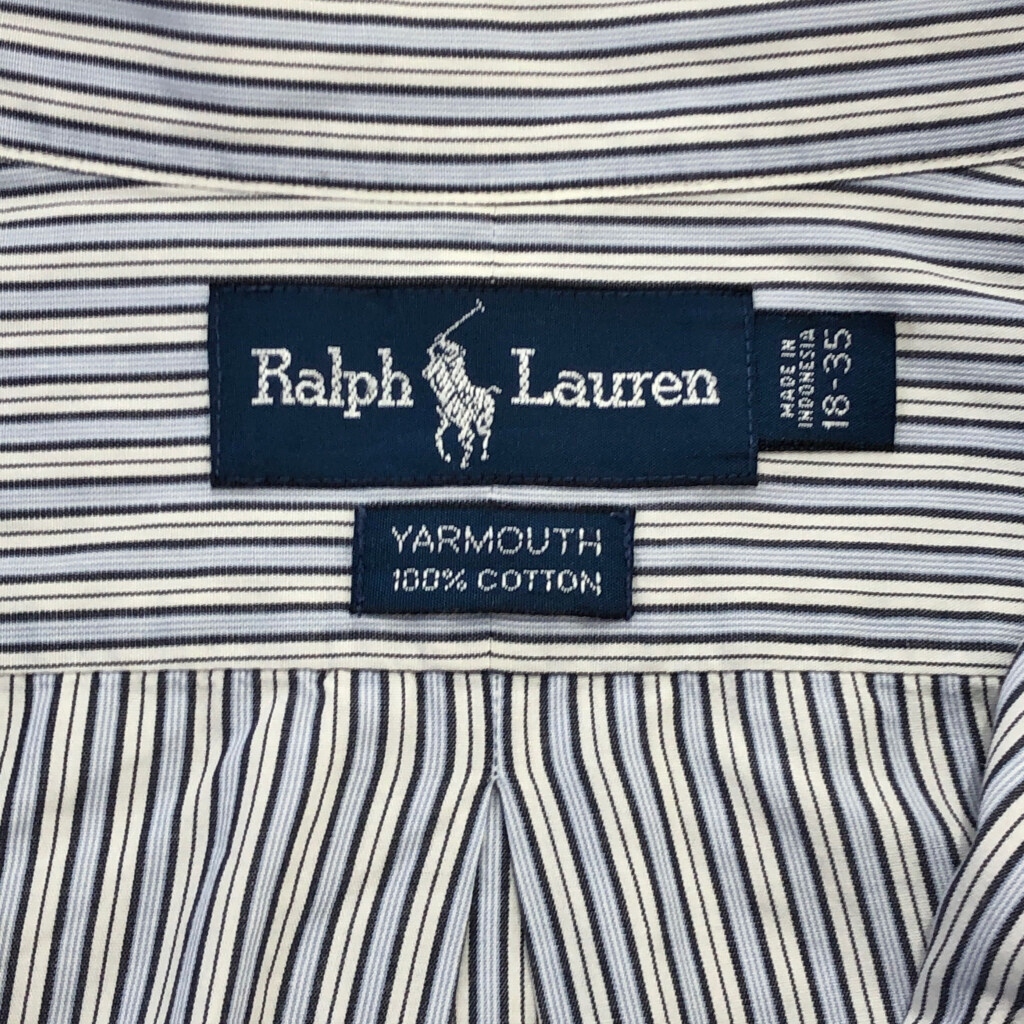 Ralph Lauren
MADE IN
INDONESIA
18-35
YARMOUTH
100% COTTON